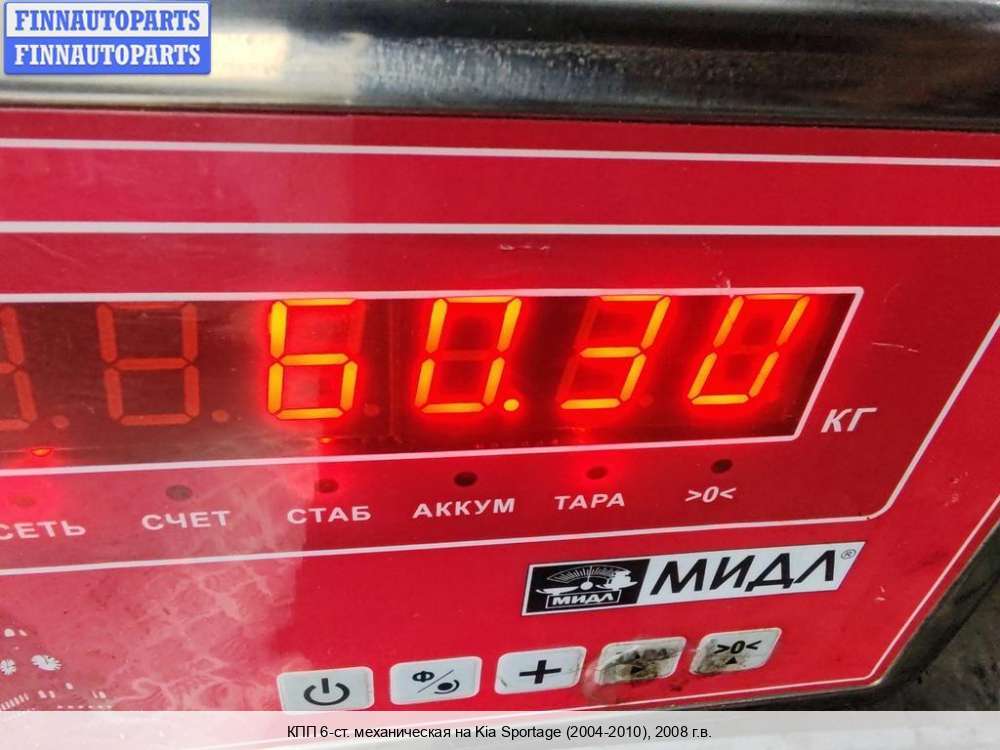 FINNAUTOPARTS
FINNAUTOPARTS
60.30
КГ
СЕТЬ СЧЕТ СТАБ АККУМ ТАРА >0<
МИДЛ МИДЛ®
Ф +  >0<
КПП 6-ст. механическая на Kia Sportage (2004-2010), 2008 г.в.